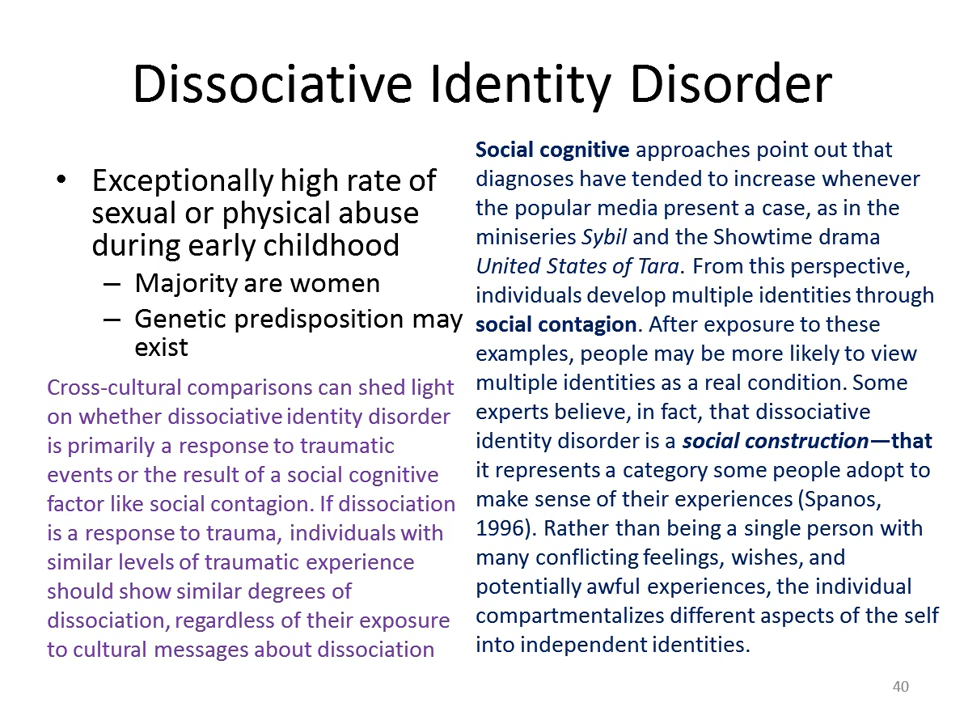 Dissociative Identity Disorder
• Exceptionally high rate of
sexual or physical abuse
during early childhood
– Majority are women
– Genetic predisposition may
exist
Cross-cultural comparisons can shed light
on whether dissociative identity disorder
is primarily a response to traumatic
events or the result of a social cognitive
factor like social contagion. If dissociation
is a response to trauma, individuals with
similar levels of traumatic experience
should show similar degrees of
dissociation, regardless of their exposure
to cultural messages about dissociation
Social cognitive approaches point out that
diagnoses have tended to increase whenever
the popular media present a case, as in the
miniseries Sybil and the Showtime drama
United States of Tara. From this perspective,
individuals develop multiple identities through
social contagion. After exposure to these
examples, people may be more likely to view
multiple identities as a real condition. Some
experts believe, in fact, that dissociative
identity disorder is a social construction—that
it represents a category some people adopt to
make sense of their experiences (Spanos,
1996). Rather than being a single person with
many conflicting feelings, wishes, and
potentially awful experiences, the individual
compartmentalizes different aspects of the self
into independent identities.
40